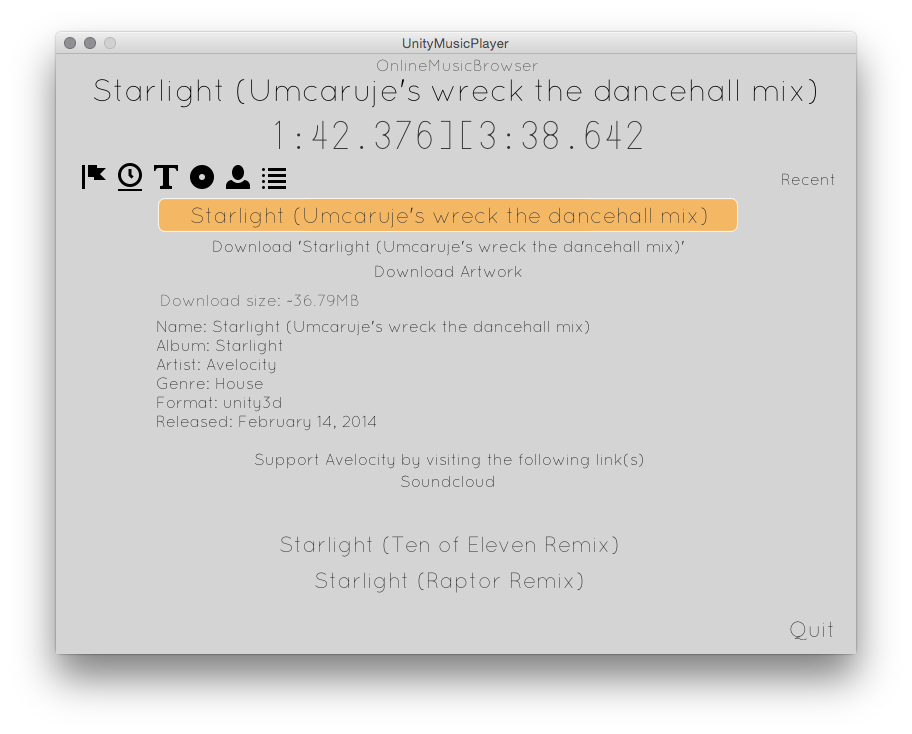 UnityMusicPlayer
OnlineMusicBrowser
Starlight (Umcaruje's wreck the dancehall mix)
1:42.376][3:38.642
Recent
Starlight (Umcaruje's wreck the dancehall mix)
Download 'Starlight (Umcaruje's wreck the dancehall mix)'
Download Artwork
Download size: ~36.79MB
Name: Starlight (Umcaruje's wreck the dancehall mix)
Album: Starlight
Artist: Avelocity
Genre: House
Format: unity3d
Released: February 14, 2014
Support Avelocity by visiting the following link(s)
Soundcloud
Starlight (Ten of Eleven Remix)
Starlight (Raptor Remix)
Quit